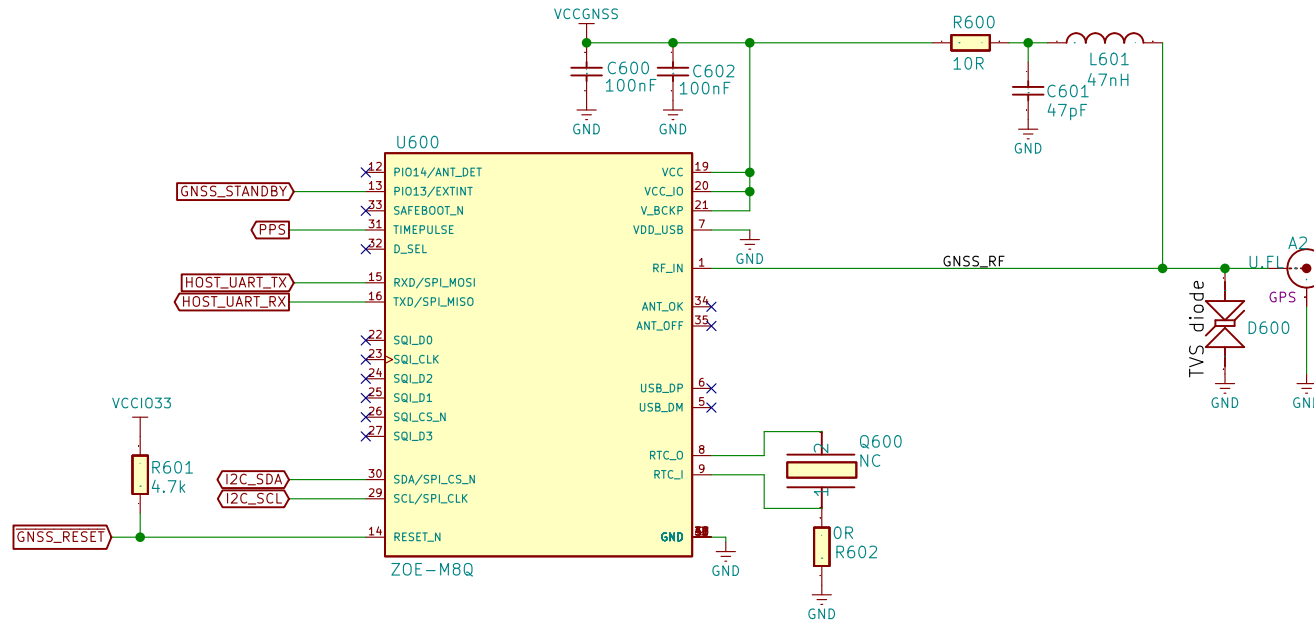 VCCGNSS
R600
10R
L601
47nH
C600
100nF
C602
100nF
C601
47pF
GND
GND
GND
U600
12
PIO14/ANT_DET
GNSS_STANDBY
13
PIO13/EXTINT
33
SAFEBOOT_N
PPS
31
TIMEPULSE
32
D_SEL
HOST_UART_TX
15
RXD/SPI_MOSI
HOST_UART_RX
16
TXD/SPI_MISO
22
SQI_D0
23
SQI_CLK
24
SQI_D2
25
SQI_D1
26
SQI_CS_N
27
SQI_D3
VCCIO33
R601
4.7k
I2C_SDA
30
SDA/SPI_CS_N
I2C_SCL
29
SCL/SPI_CLK
GNSS_RESET
14
RESET_N
ZOE-M8Q
VCC
19
VCC_IO
20
V_BCKP
21
VDD_USB
7
GND
RF_IN
1
GNSS_RF
ANT_OK
34
ANT_OFF
35
USB_DP
6
USB_DM
5
RTC_O
8
RTC_I
9
GND
GND
Q600
NC
2
1
0R
R602
GND
A2
U.FL
GPS
TVS diode
D600
GND
GND